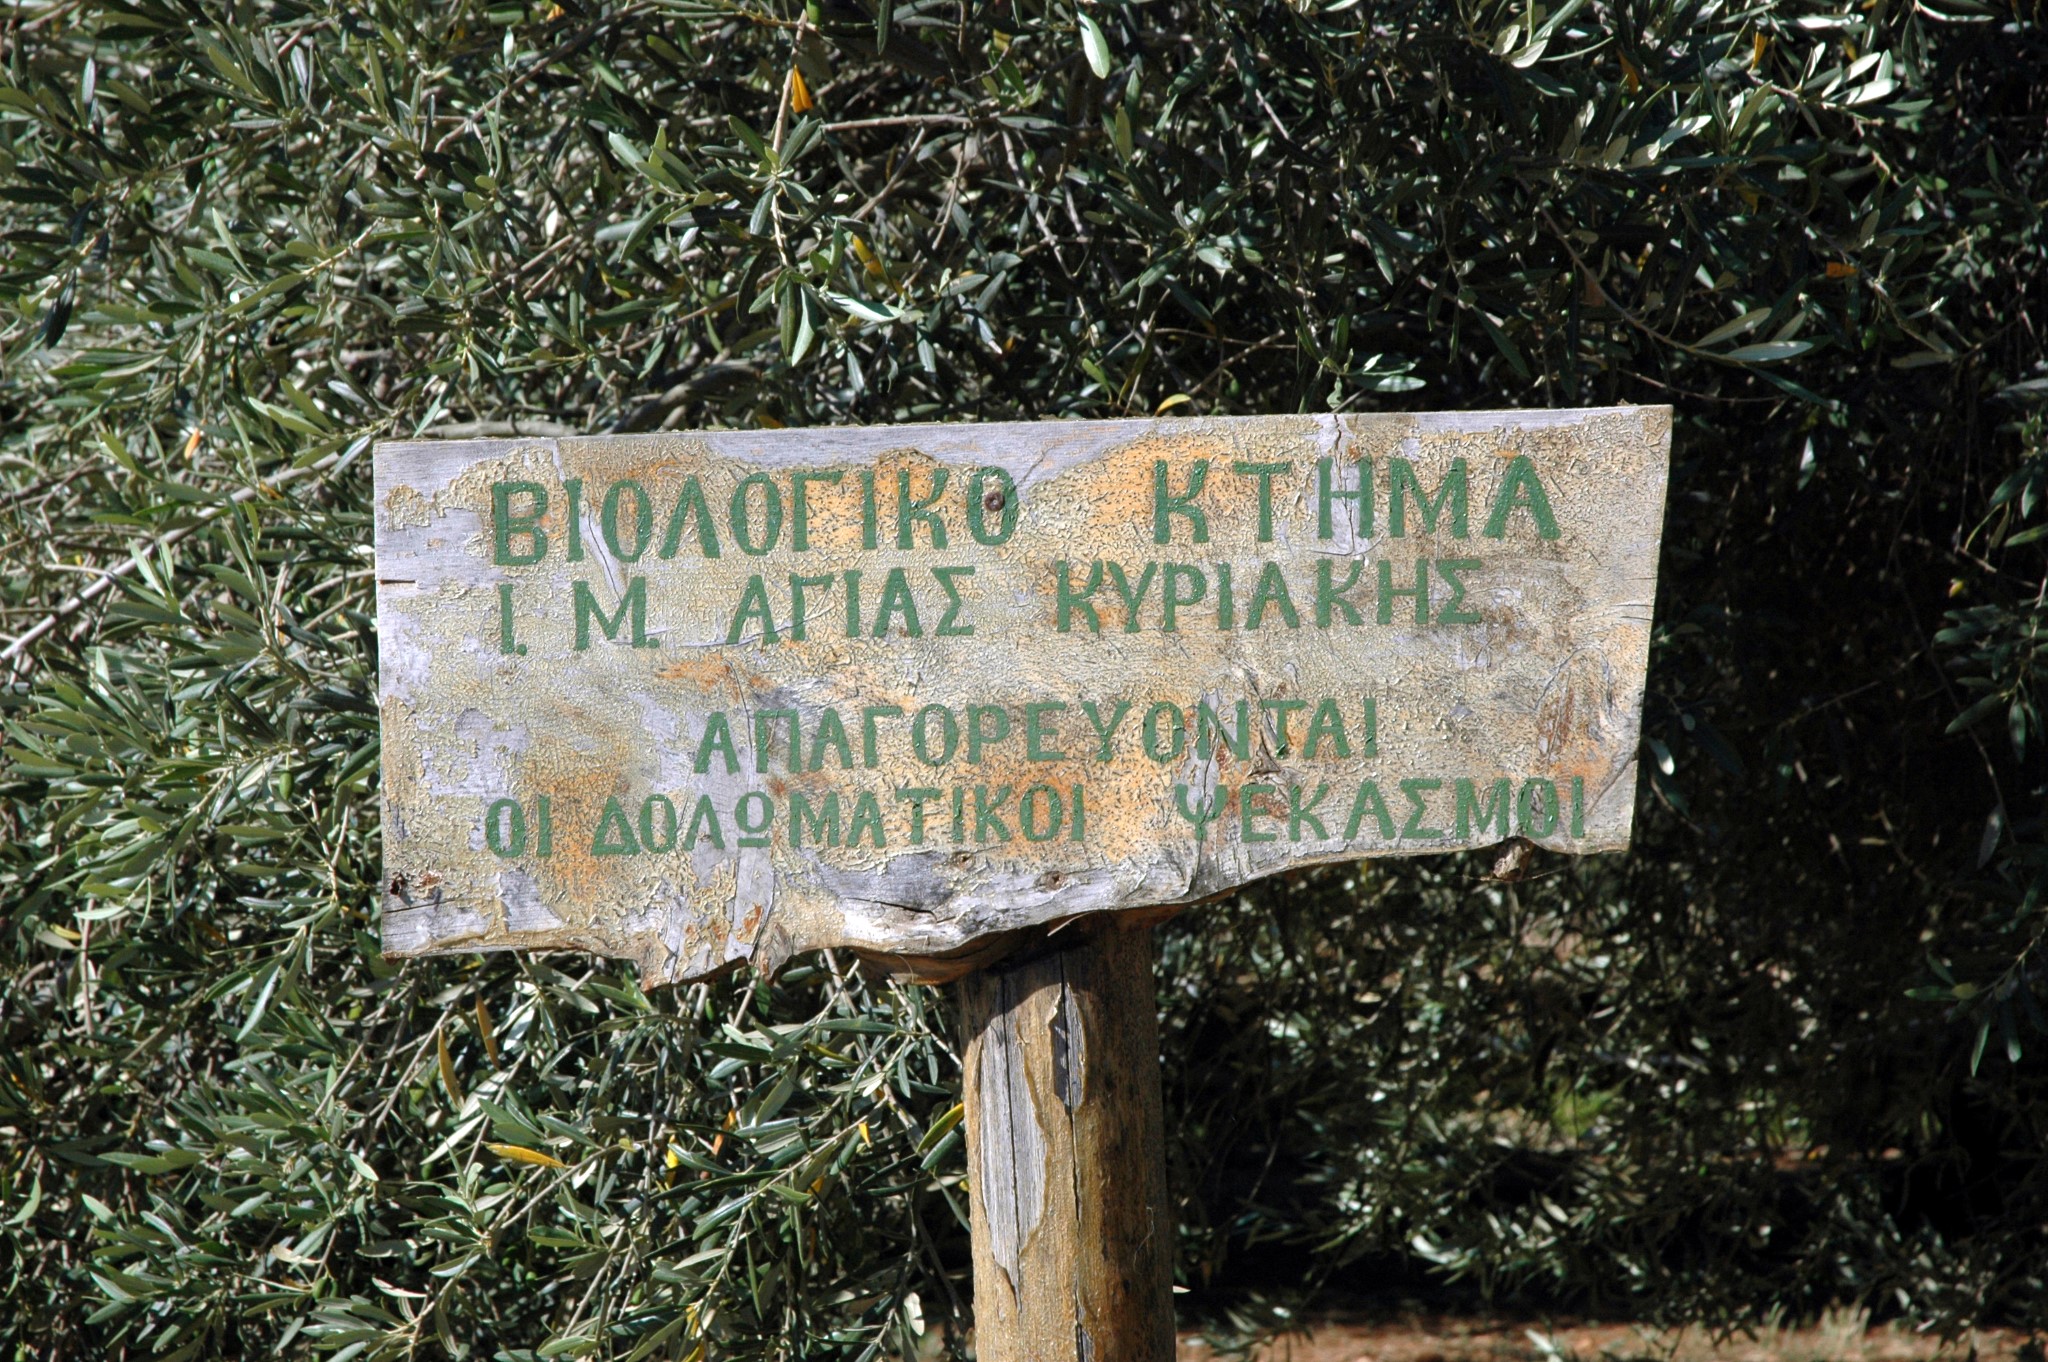 ΒΙΟΛΟΓΙΚΟ ΚΤΗΜΑ
Ι. Μ. ΑΓΙΑΣ ΚΥΡΙΑΚΗΣ
ΑΠΑΓΟΡΕΥΟΝΤΑΙ
ΟΙ ΔΟΛΩΜΑΤΙΚΟΙ ΨΕΚΑΣΜΟΙ